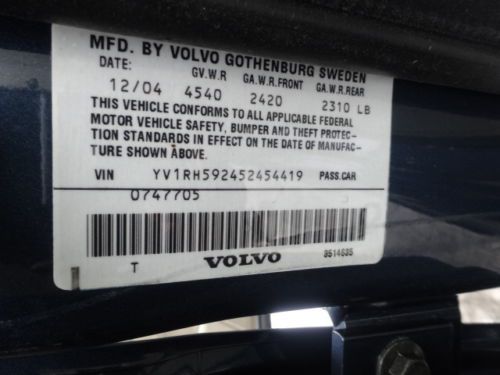 MFD. BY VOLVO GOTHENBURG SWEDEN
DATE: GV.W.R GA.W.R.FRONT GA.W.R.REAR
12/04 4540 2420 2310 LB
THIS VEHICLE CONFORMS TO ALL APPLICABLE FEDERAL
MOTOR VEHICLE SAFETY, BUMPER AND THEFT PROTEC-
TION STANDARDS IN EFFECT ON THE DATE OF MANUFAC-
TURE SHOWN ABOVE.
VIN YV1RH592452454419 PASS.CAR
0747705
T VOLVO 9514635